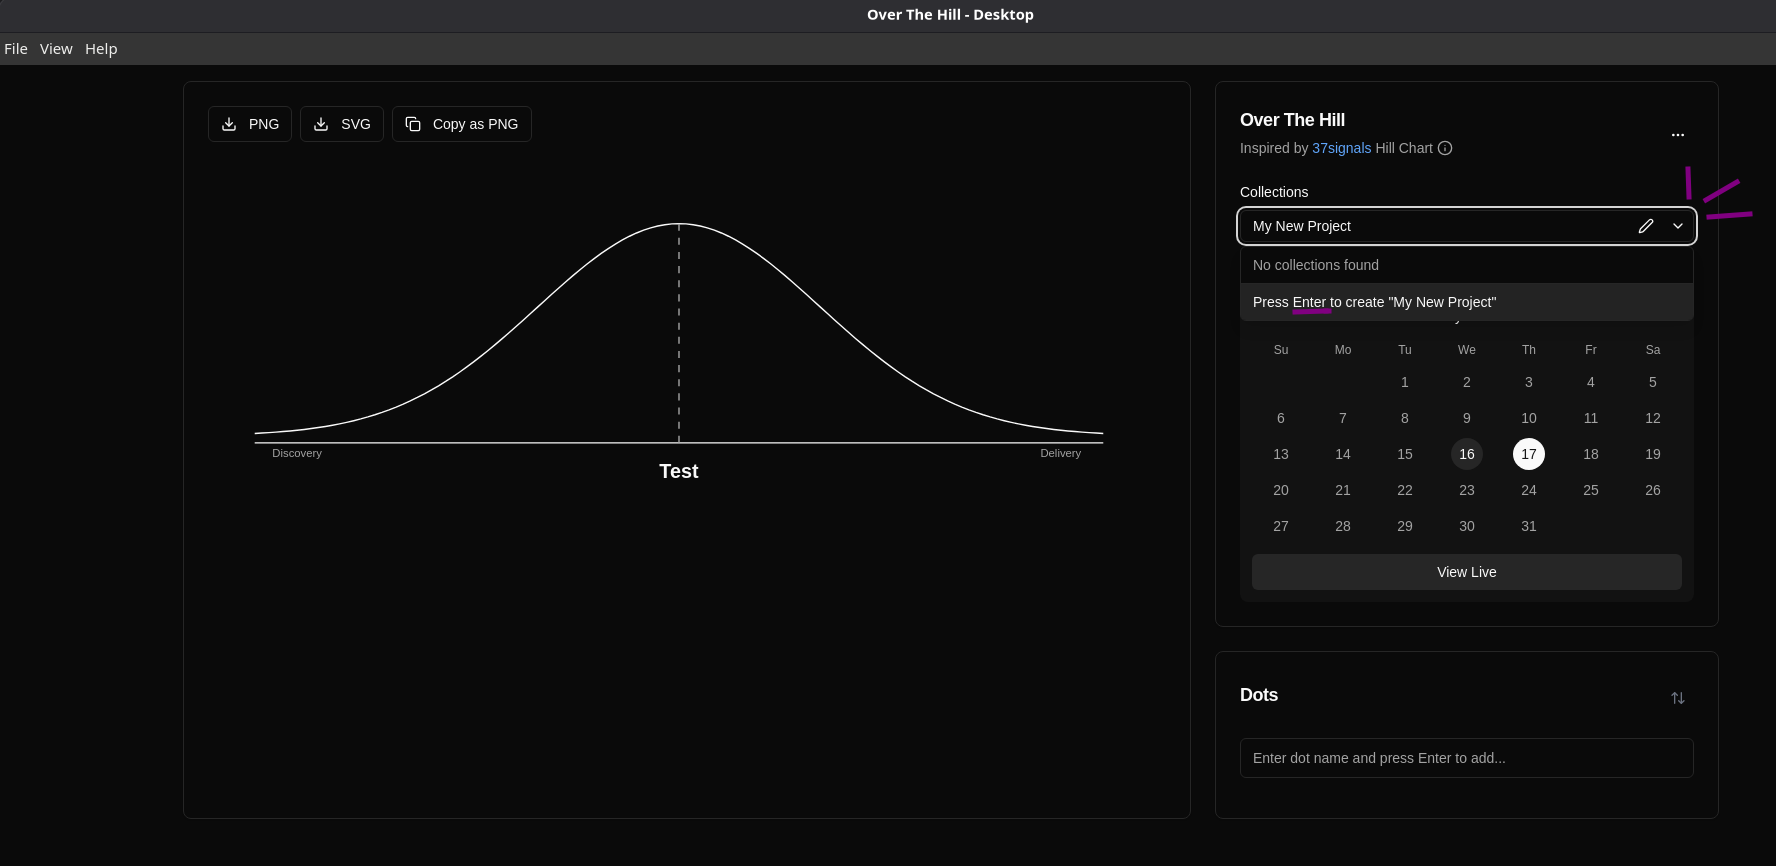 Over The Hill - Desktop
File View Help
PNG SVG Copy as PNG
Discovery Delivery
Test
Over The Hill
Inspired by 37signals Hill Chart
Collections
My New Project
No collections found
Press Enter to create "My New Project"
Su Mo Tu We Th Fr Sa
1 2 3 4 5
6 7 8 9 10 11 12
13 14 15 16 17 18 19
20 21 22 23 24 25 26
27 28 29 30 31
View Live
Dots
Enter dot name and press Enter to add...